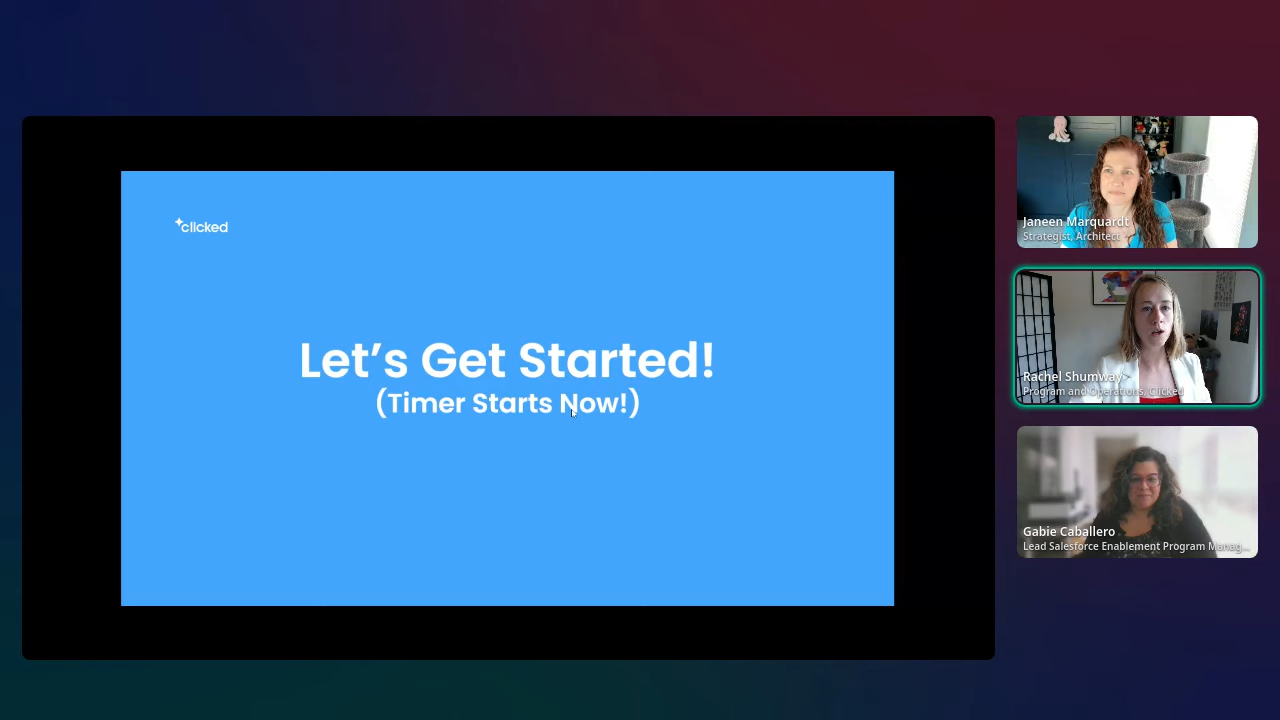 clicked
Let's Get Started!
(Timer Starts Now!)
Janeen Marquardt
Strategist, Architect
Rachel Shumway
Program and Operations, Clicked
Gabie Caballero
Lead Salesforce Enablement Program Manag...